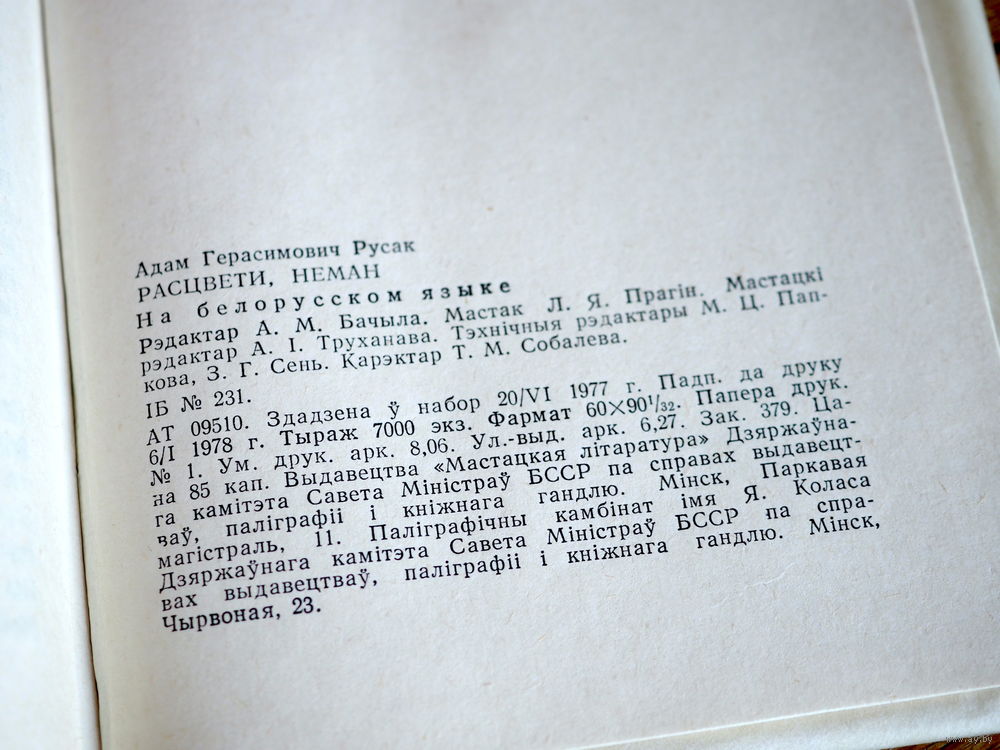 Адам Герасимович Русак
РАСЦВЕТИ, НЕМАН
На белорусском языке
Рэдактар А. М. Бачыла. Мастак Л. Я. Прагін. Мастацкі
рэдактар А. І. Труханава. Тэхнічныя рэдактары М. Ц. Пап-
кова, З. Г. Сень. Карэктар Т. М. Собалева.
ІБ № 231.
АТ 09510. Здадзена ў набор 20/VI 1977 г. Падп. да друку
6/I 1978 г. Тыраж 7000 экз. Фармат 60×90¹/₃₂. Папера друк.
№ 1. Ум. друк. арк. 8,06. Ул.-выд. арк. 6,27. Зак. 379. Ца-
на 85 кап. Выдавецтва «Мастацкая літаратура» Дзяржаўна-
га камітэта Савета Міністраў БССР па справах выдавецт-
ваў, паліграфіі і кніжнага гандлю. Мінск, Паркавая
магістраль, 11. Паліграфічны камбінат імя Я. Коласа
Дзяржаўнага камітэта Савета Міністраў БССР па спра-
вах выдавецтваў, паліграфіі і кніжнага гандлю. Мінск,
Чырвоная, 23.
www.ay.by